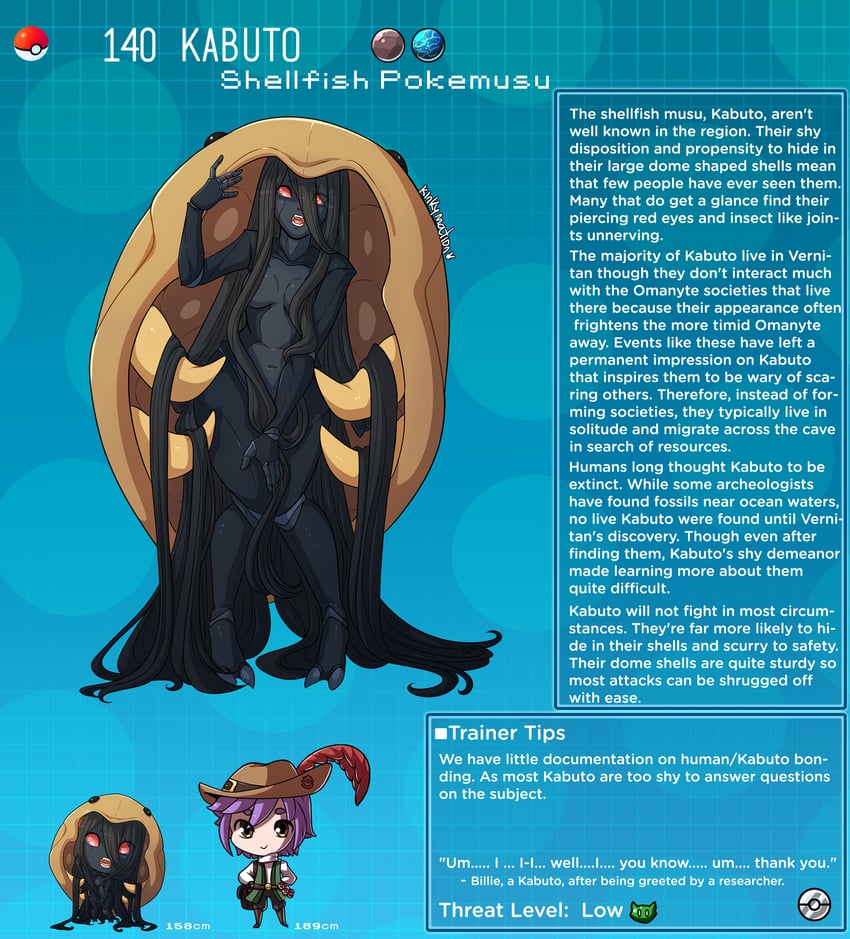 140 KABUTO
Shellfish Pokemusu
The shellfish musu, Kabuto, aren't
well known in the region. Their shy
disposition and propensity to hide in
their large dome shaped shells mean
that few people have ever seen them.
Many that do get a glance find their
piercing red eyes and insect like join-
ts unnerving.
The majority of Kabuto live in Verni-
tan though they don't interact much
with the Omanyte societies that live
there because their appearance often
frightens the more timid Omanyte
away. Events like these have left a
permanent impression on Kabuto
that inspires them to be wary of sca-
ring others. Therefore, instead of for-
ming societies, they typically live in
solitude and migrate across the cave
in search of resources.
Humans long thought Kabuto to be
extinct. While some archeologists
have found fossils near ocean waters,
no live Kabuto were found until Verni-
tan's discovery. Though even after
finding them, Kabuto's shy demeanor
made learning more about them
quite difficult.
Kabuto will not fight in most circum-
stances. They're far more likely to hi-
de in their shells and scurry to safety.
Their dome shells are quite sturdy so
most attacks can be shrugged off
with ease.
Kinkymation
■Trainer Tips
We have little documentation on human/Kabuto bon-
ding. As most Kabuto are too shy to answer questions
on the subject.
"Um..... I ... I-I... well....I.... you know..... um.... thank you."
~ Billie, a Kabuto, after being greeted by a researcher.
Threat Level: Low
158cm
189cm